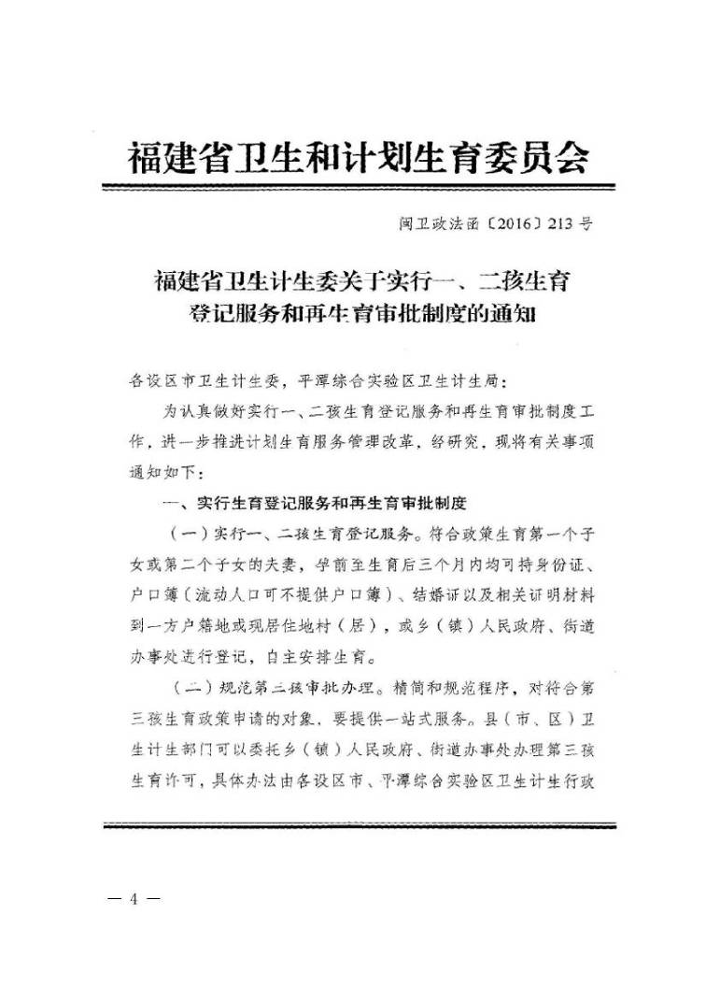 福建省卫生和计划生育委员会
闽卫政法函〔2016〕213号
福建省卫生计生委关于实行一、二孩生育
登记服务和再生育审批制度的通知
各设区市卫生计生委，平潭综合实验区卫生计生局：
为认真做好实行一、二孩生育登记服务和再生育审批制度工
作，进一步推进计划生育服务管理改革，经研究，现将有关事项
通知如下：
一、实行生育登记服务和再生育审批制度
（一）实行一、二孩生育登记服务。符合政策生育第一个子
女或第二个子女的夫妻，孕前至生育后三个月内均可持身份证、
户口簿（流动人口可不提供户口簿）、结婚证以及相关证明材料
到一方户籍地或现居住地村（居），或乡（镇）人民政府、街道
办事处进行登记，自主安排生育。
（二）规范第三孩审批办理。精简和规范程序，对符合第
三孩生育政策申请的对象，要提供一站式服务。县（市、区）卫
生计生部门可以委托乡（镇）人民政府、街道办事处办理第三孩
生育许可，具体办法由各设区市、平潭综合实验区卫生计生行政
— 4 —